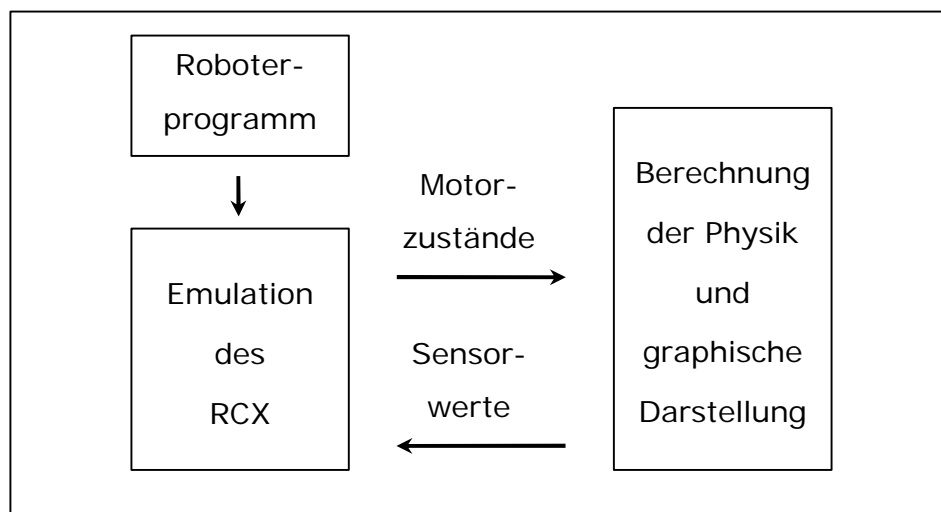 Roboter-
programm
Emulation
des
RCX
Motor-
zustände
Sensor-
werte
Berechnung
der Physik
und
graphische
Darstellung